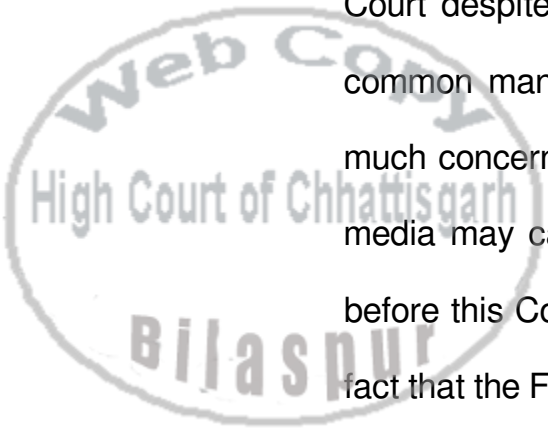 Court despite
common man
much concern
media may ca
before this Co
fact that the F
Web Copy
High Court of Chhattisgarh
Bilaspur